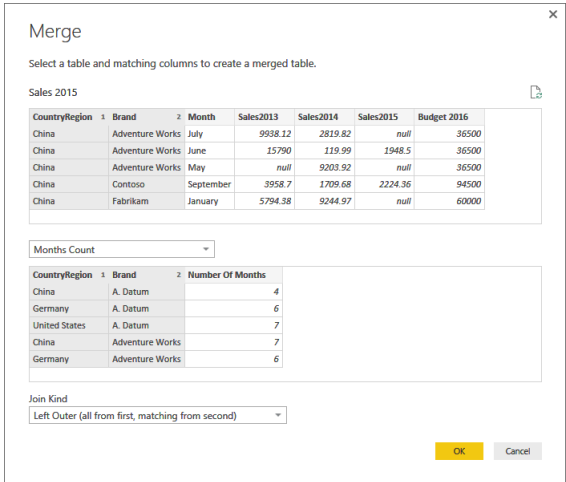 Merge
Select a table and matching columns to create a merged table.
Sales 2015
CountryRegion 1 Brand 2 Month Sales2013 Sales2014 Sales2015 Budget 2016
China Adventure Works July 9938.12 2819.82 null 36500
China Adventure Works June 15790 119.99 1948.5 36500
China Adventure Works May null 9203.92 null 36500
China Contoso September 3958.7 1709.68 2224.36 94500
China Fabrikam January 5794.38 9244.97 null 60000
Months Count
CountryRegion 1 Brand 2 Number Of Months
China A. Datum 4
Germany A. Datum 6
United States A. Datum 7
China Adventure Works 7
Germany Adventure Works 6
Join Kind
Left Outer (all from first, matching from second)
OK Cancel